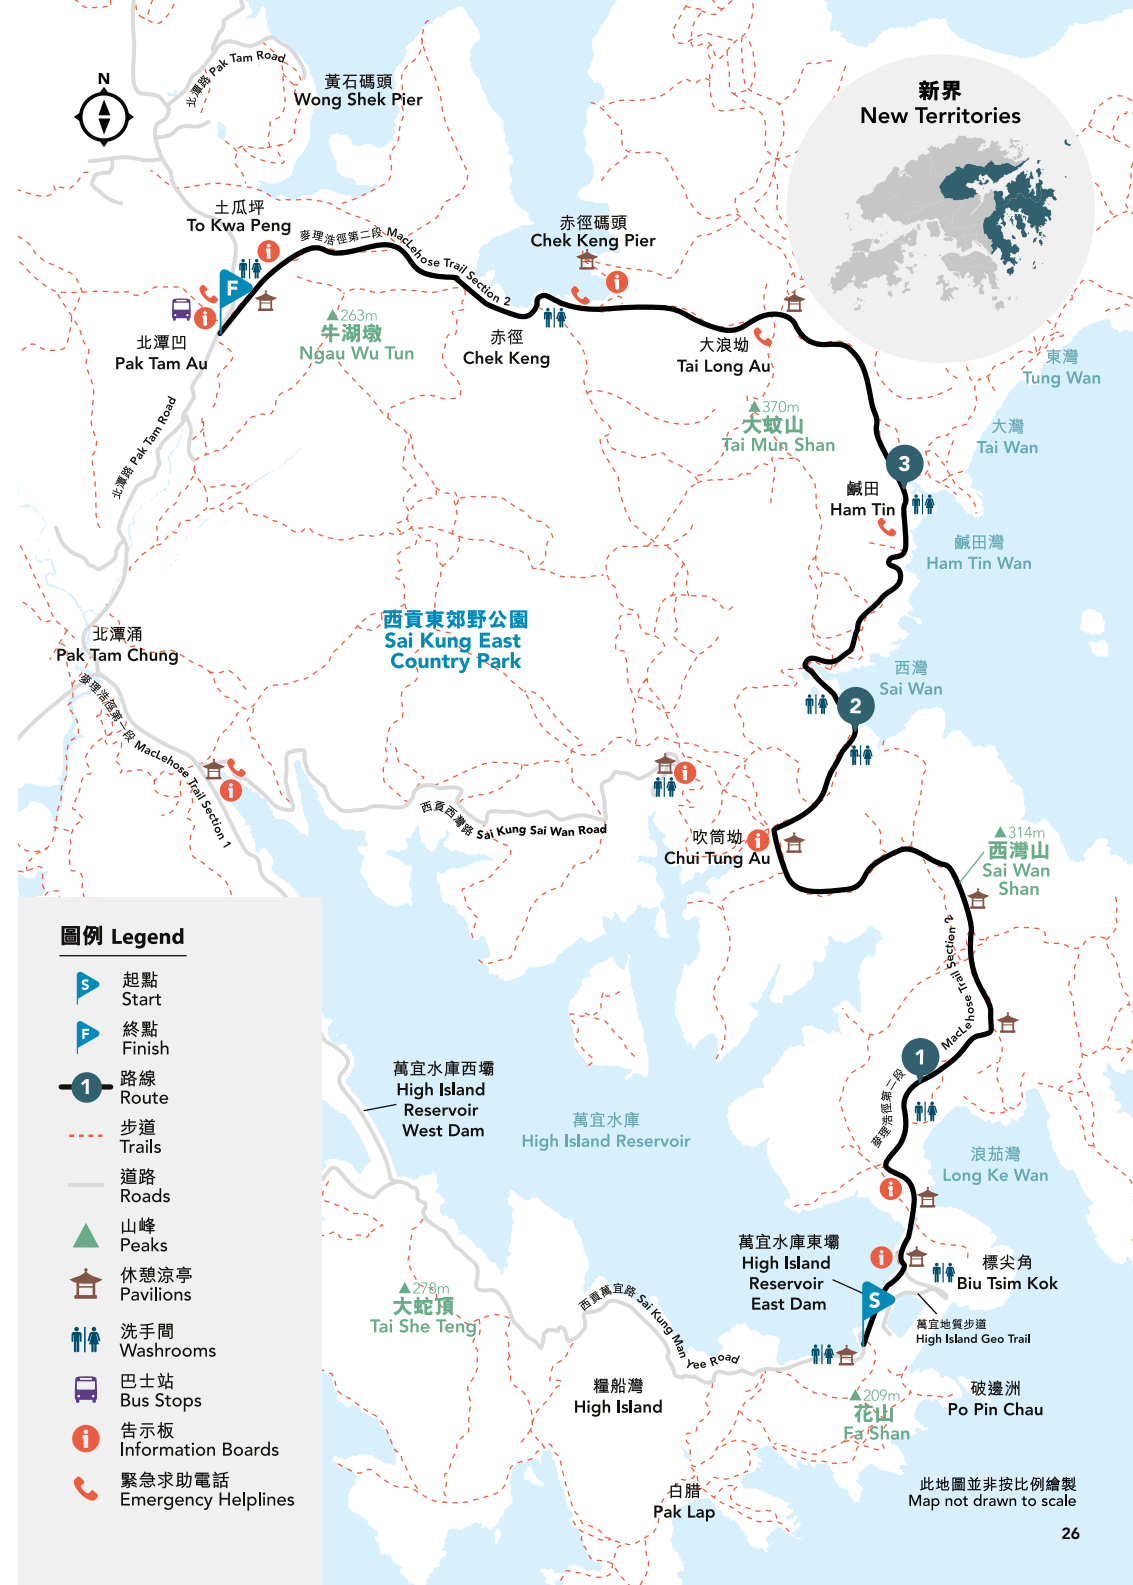 N
北潭路 Pak Tam Road
黃石碼頭
Wong Shek Pier
新界
New Territories
土瓜坪
To Kwa Peng
麥理浩徑第二段 MacLehose Trail Section 2
赤徑碼頭
Chek Keng Pier
F
北潭凹
Pak Tam Au
263m
牛湖墩
Ngau Wu Tun
赤徑
Chek Keng
大浪坳
Tai Long Au
東灣
Tung Wan
370m
大蚊山
Tai Mun Shan
大灣
Tai Wan
北潭路 Pak Tam Road
3
鹹田
Ham Tin
鹹田灣
Ham Tin Wan
西貢東郊野公園
Sai Kung East
Country Park
北潭涌
Pak Tam Chung
西灣
Sai Wan
2
麥理浩徑第一段 MacLehose Trail Section 1
西貢西灣路 Sai Kung Sai Wan Road
吹筒坳
Chui Tung Au
314m
西灣山
Sai Wan
Shan
麥理浩徑第二段 MacLehose Trail Section 2
1
萬宜水庫西壩
High Island
Reservoir
West Dam
萬宜水庫
High Island Reservoir
浪茄灣
Long Ke Wan
萬宜水庫東壩
High Island
Reservoir
East Dam
S
標尖角
Biu Tsim Kok
萬宜地質步道
High Island Geo Trail
278m
大蛇頂
Tai She Teng
西貢萬宜路 Sai Kung Man Yee Road
糧船灣
High Island
209m
花山
Fa Shan
破邊洲
Po Pin Chau
白腊
Pak Lap
此地圖並非按比例繪製
Map not drawn to scale
26
圖例 Legend
S
起點
Start
F
終點
Finish
1
路線
Route
步道
Trails
道路
Roads
山峰
Peaks
休憩涼亭
Pavilions
洗手間
Washrooms
巴士站
Bus Stops
告示板
Information Boards
緊急求助電話
Emergency Helplines